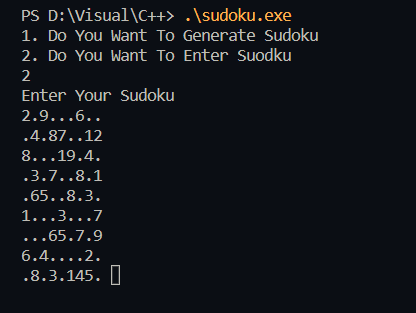 PS D:\Visual\C++> .\sudoku.exe
1. Do You Want To Generate Sudoku
2. Do You Want To Enter Suodku
2
Enter Your Sudoku
2.9...6..
.4.87..12
8...19.4.
.3.7..8.1
.65..8.3.
1...3...7
...65.7.9
6.4....2.
.8.3.145.